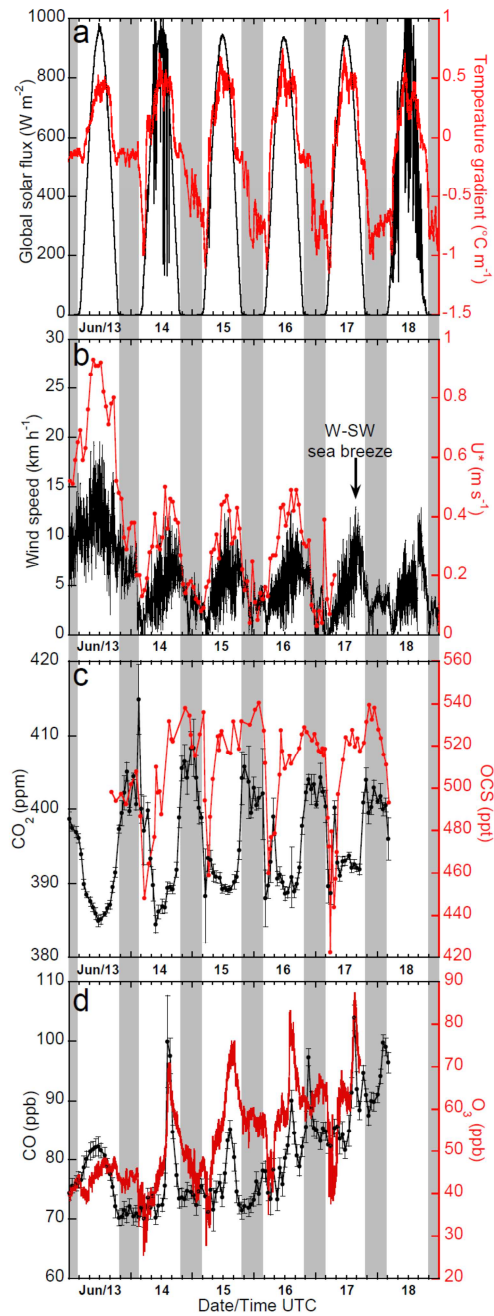 a
1000
800
600
400
200
0
Global solar flux (W m-2)
1
0.5
0
-0.5
-1
-1.5
Temperature gradient (°C m-1)
Jun/13 14 15 16 17 18
b
30
25
20
15
10
5
0
Wind speed (km h-1)
W-SW
sea breeze
1
0.8
0.6
0.4
0.2
0
U* (m s-1)
Jun/13 14 15 16 17 18
c
420
410
400
390
380
CO2 (ppm)
560
540
520
500
480
460
440
420
OCS (ppt)
Jun/13 14 15 16 17 18
d
110
100
90
80
70
60
CO (ppb)
90
80
70
60
50
40
30
20
O3 (ppb)
Jun/13 14 15 16 17 18
Date/Time UTC